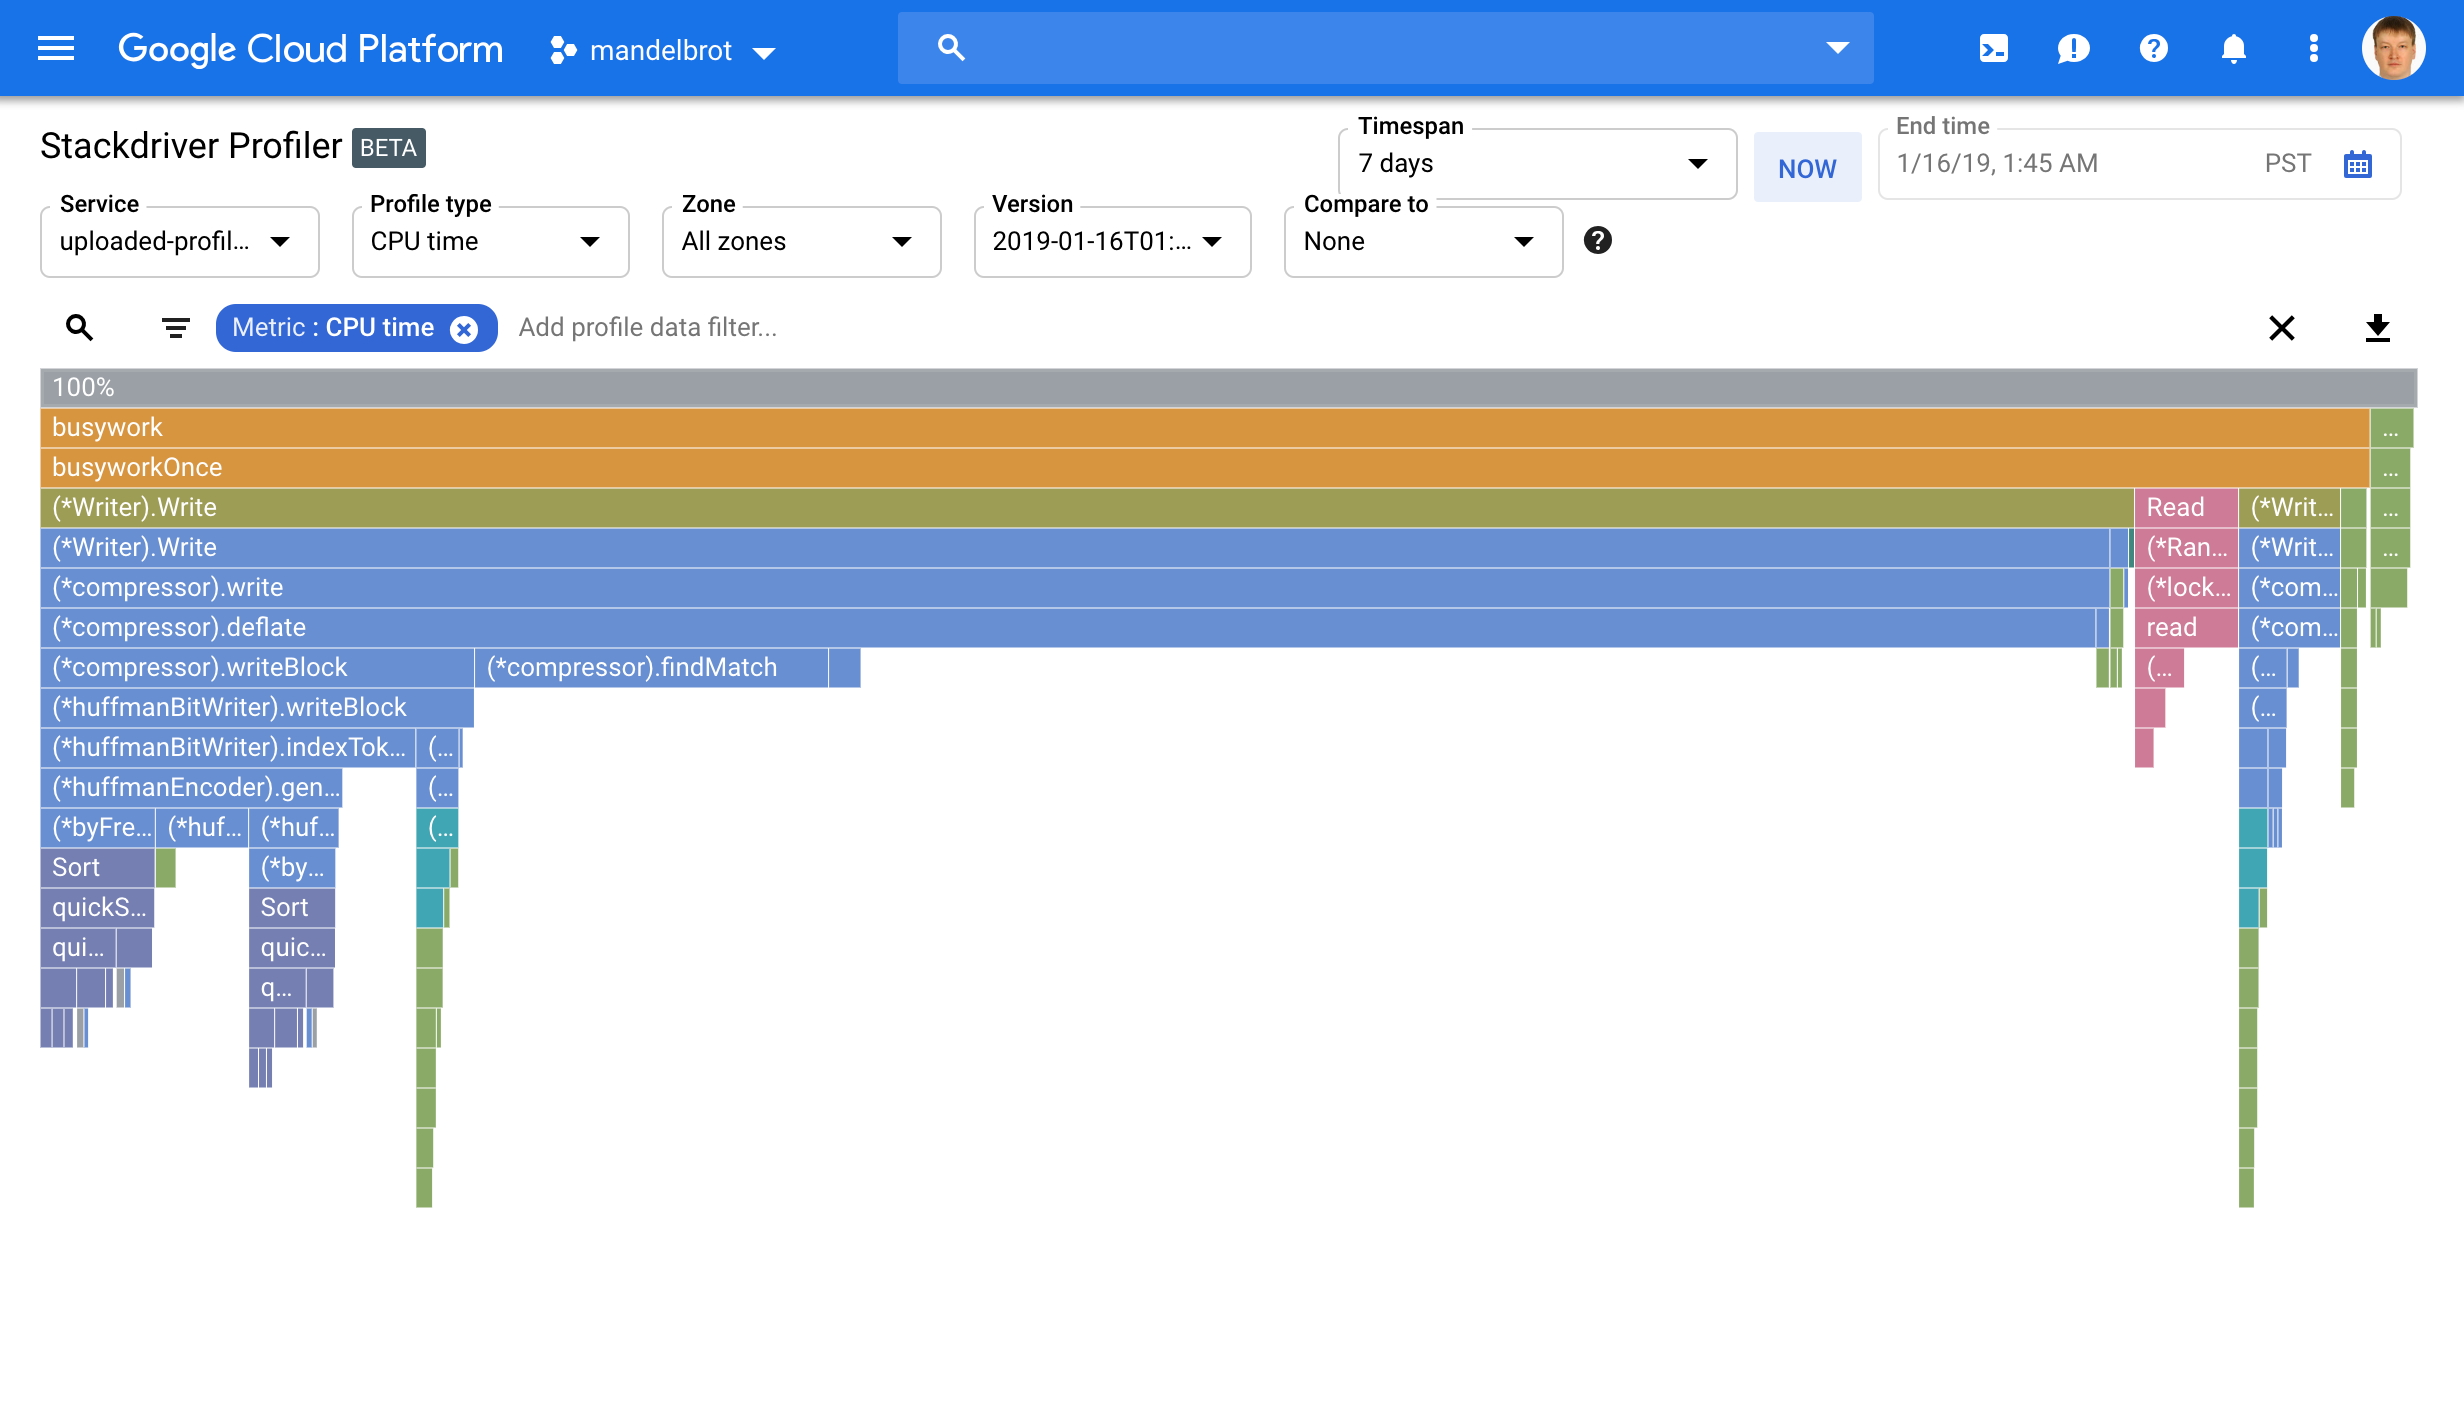 Google Cloud Platform mandelbrot
Stackdriver Profiler BETA
Timespan
7 days
NOW
End time
1/16/19, 1:45 AM PST
Service
uploaded-profil...
Profile type
CPU time
Zone
All zones
Version
2019-01-16T01:...
Compare to
None
Metric : CPU time Add profile data filter...
100%
busywork ...
busyworkOnce ...
(*Writer).Write Read (*Writ... ...
(*Writer).Write (*Ran... (*Writ... ...
(*compressor).write (*lock... (*com...
(*compressor).deflate read (*com...
(*compressor).writeBlock (*compressor).findMatch (... (...
(*huffmanBitWriter).writeBlock (...
(*huffmanBitWriter).indexTok... (...
(*huffmanEncoder).gen... (...
(*byFre... (*huf... (*huf... (...
Sort (*by...
quickS... Sort
qui... quic...
q...